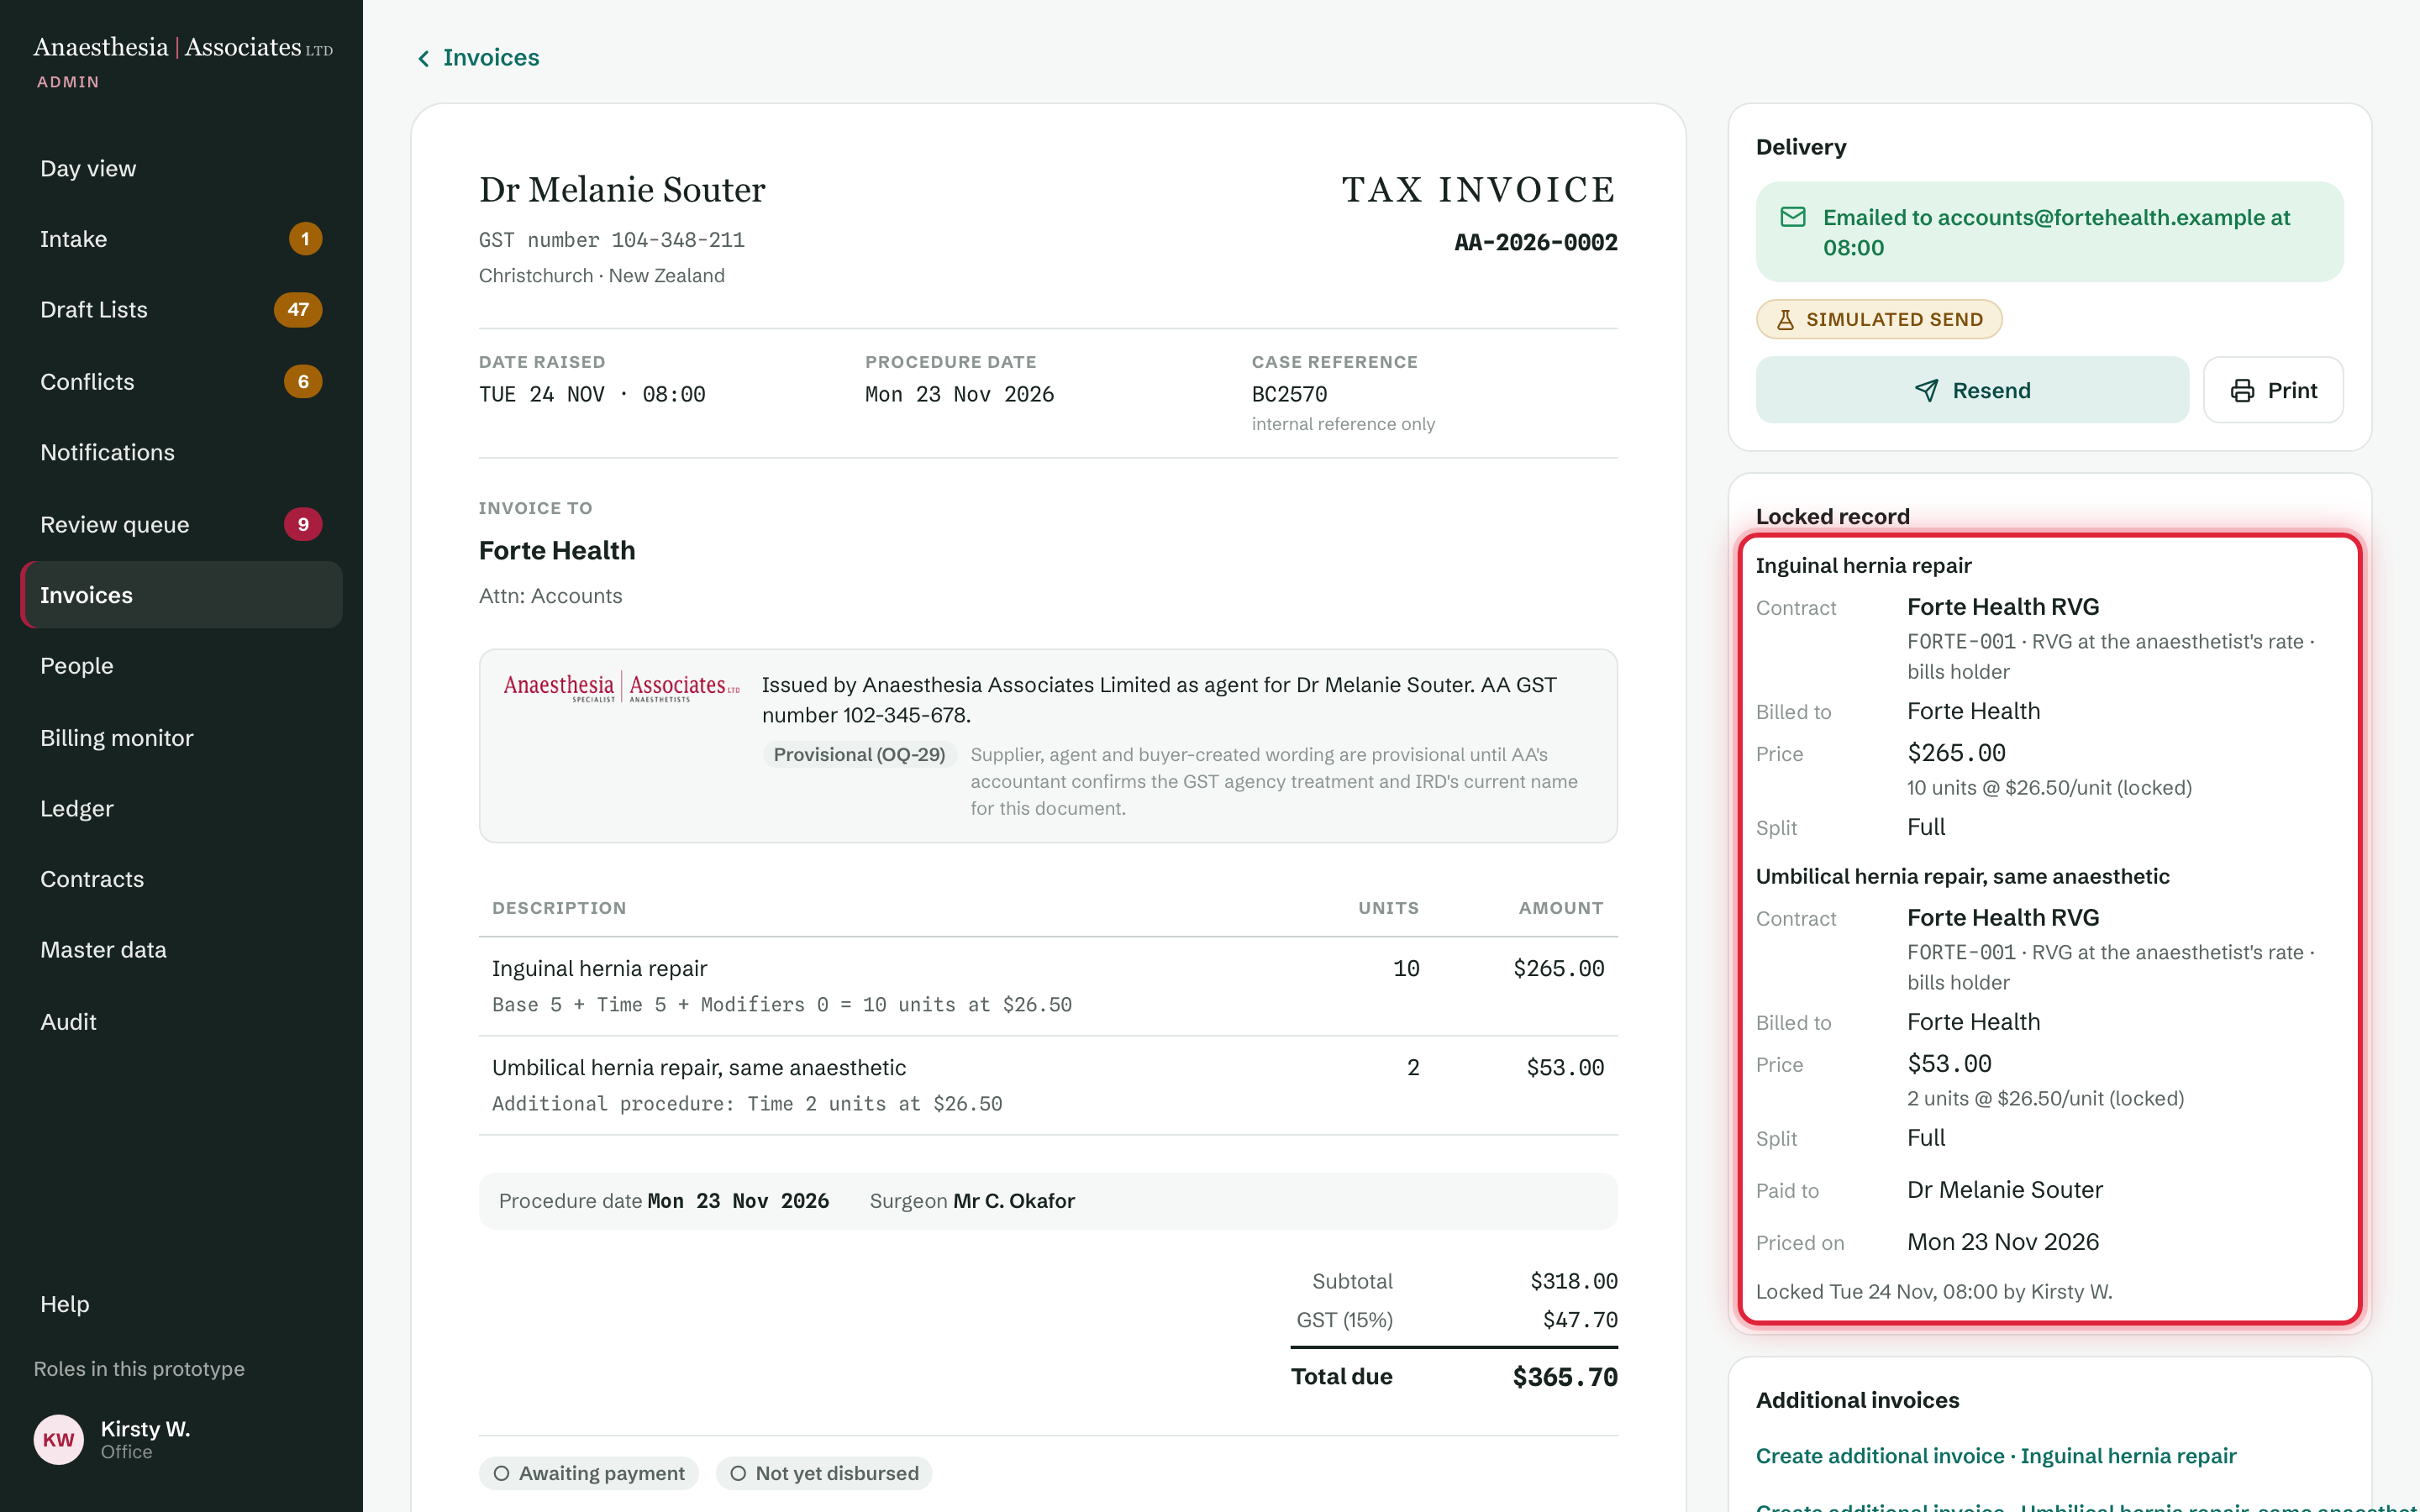 Anaesthesia | Associates LTD
ADMIN
Day view
Intake 1
Draft Lists 47
Conflicts 6
Notifications
Review queue 9
Invoices
People
Billing monitor
Ledger
Contracts
Master data
Audit
Help
Roles in this prototype
KW
Kirsty W.
Office
Invoices
Dr Melanie Souter
GST number 104-348-211
Christchurch · New Zealand
TAX INVOICE
AA-2026-0002
DATE RAISED
TUE 24 NOV · 08:00
PROCEDURE DATE
Mon 23 Nov 2026
CASE REFERENCE
BC2570
internal reference only
INVOICE TO
Forte Health
Attn: Accounts
Anaesthesia | Associates LTD
SPECIALIST | ANAESTHETISTS
Issued by Anaesthesia Associates Limited as agent for Dr Melanie Souter. AA GST
number 102-345-678.
Provisional (OQ-29)
Supplier, agent and buyer-created wording are provisional until AA's
accountant confirms the GST agency treatment and IRD's current name
for this document.
DESCRIPTION UNITS AMOUNT
Inguinal hernia repair 10 $265.00
Base 5 + Time 5 + Modifiers 0 = 10 units at $26.50
Umbilical hernia repair, same anaesthetic 2 $53.00
Additional procedure: Time 2 units at $26.50
Procedure date Mon 23 Nov 2026 Surgeon Mr C. Okafor
Subtotal $318.00
GST (15%) $47.70
Total due $365.70
Awaiting payment
Not yet disbursed
Delivery
Emailed to accounts@fortehealth.example at
08:00
SIMULATED SEND
Resend
Print
Locked record
Inguinal hernia repair
Contract Forte Health RVG
FORTE-001 · RVG at the anaesthetist's rate ·
bills holder
Billed to Forte Health
Price $265.00
10 units @ $26.50/unit (locked)
Split Full
Umbilical hernia repair, same anaesthetic
Contract Forte Health RVG
FORTE-001 · RVG at the anaesthetist's rate ·
bills holder
Billed to Forte Health
Price $53.00
2 units @ $26.50/unit (locked)
Split Full
Paid to Dr Melanie Souter
Priced on Mon 23 Nov 2026
Locked Tue 24 Nov, 08:00 by Kirsty W.
Additional invoices
Create additional invoice · Inguinal hernia repair
Create additional invoice · Umbilical hernia repair, same anaesthet